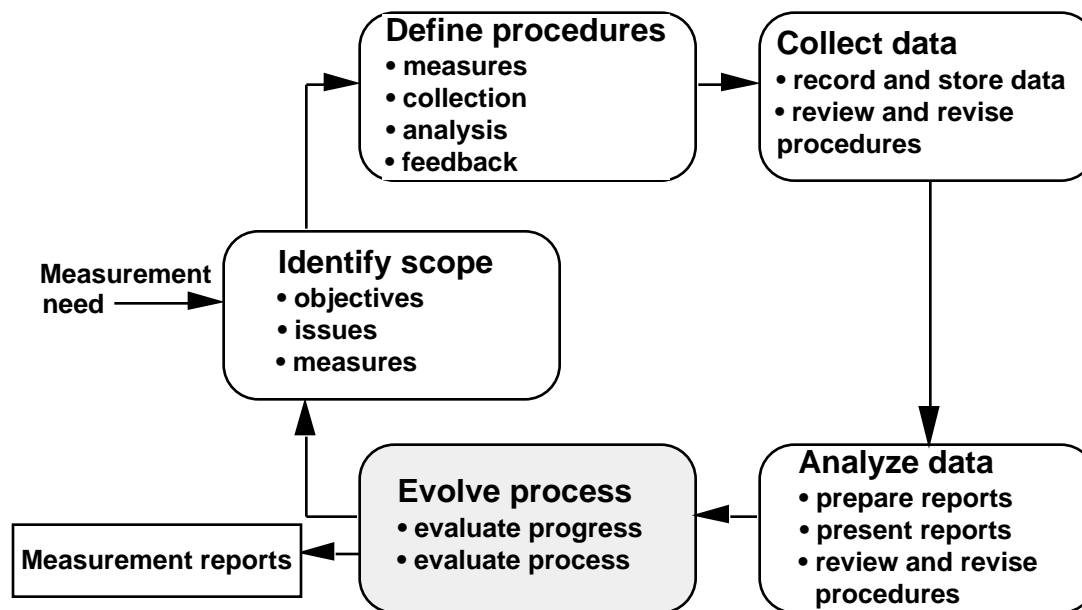 Define procedures
• measures
• collection
• analysis
• feedback
Collect data
• record and store data
• review and revise
procedures
Measurement
need
Identify scope
• objectives
• issues
• measures
Evolve process
• evaluate progress
• evaluate process
Analyze data
• prepare reports
• present reports
• review and revise
procedures
Measurement reports